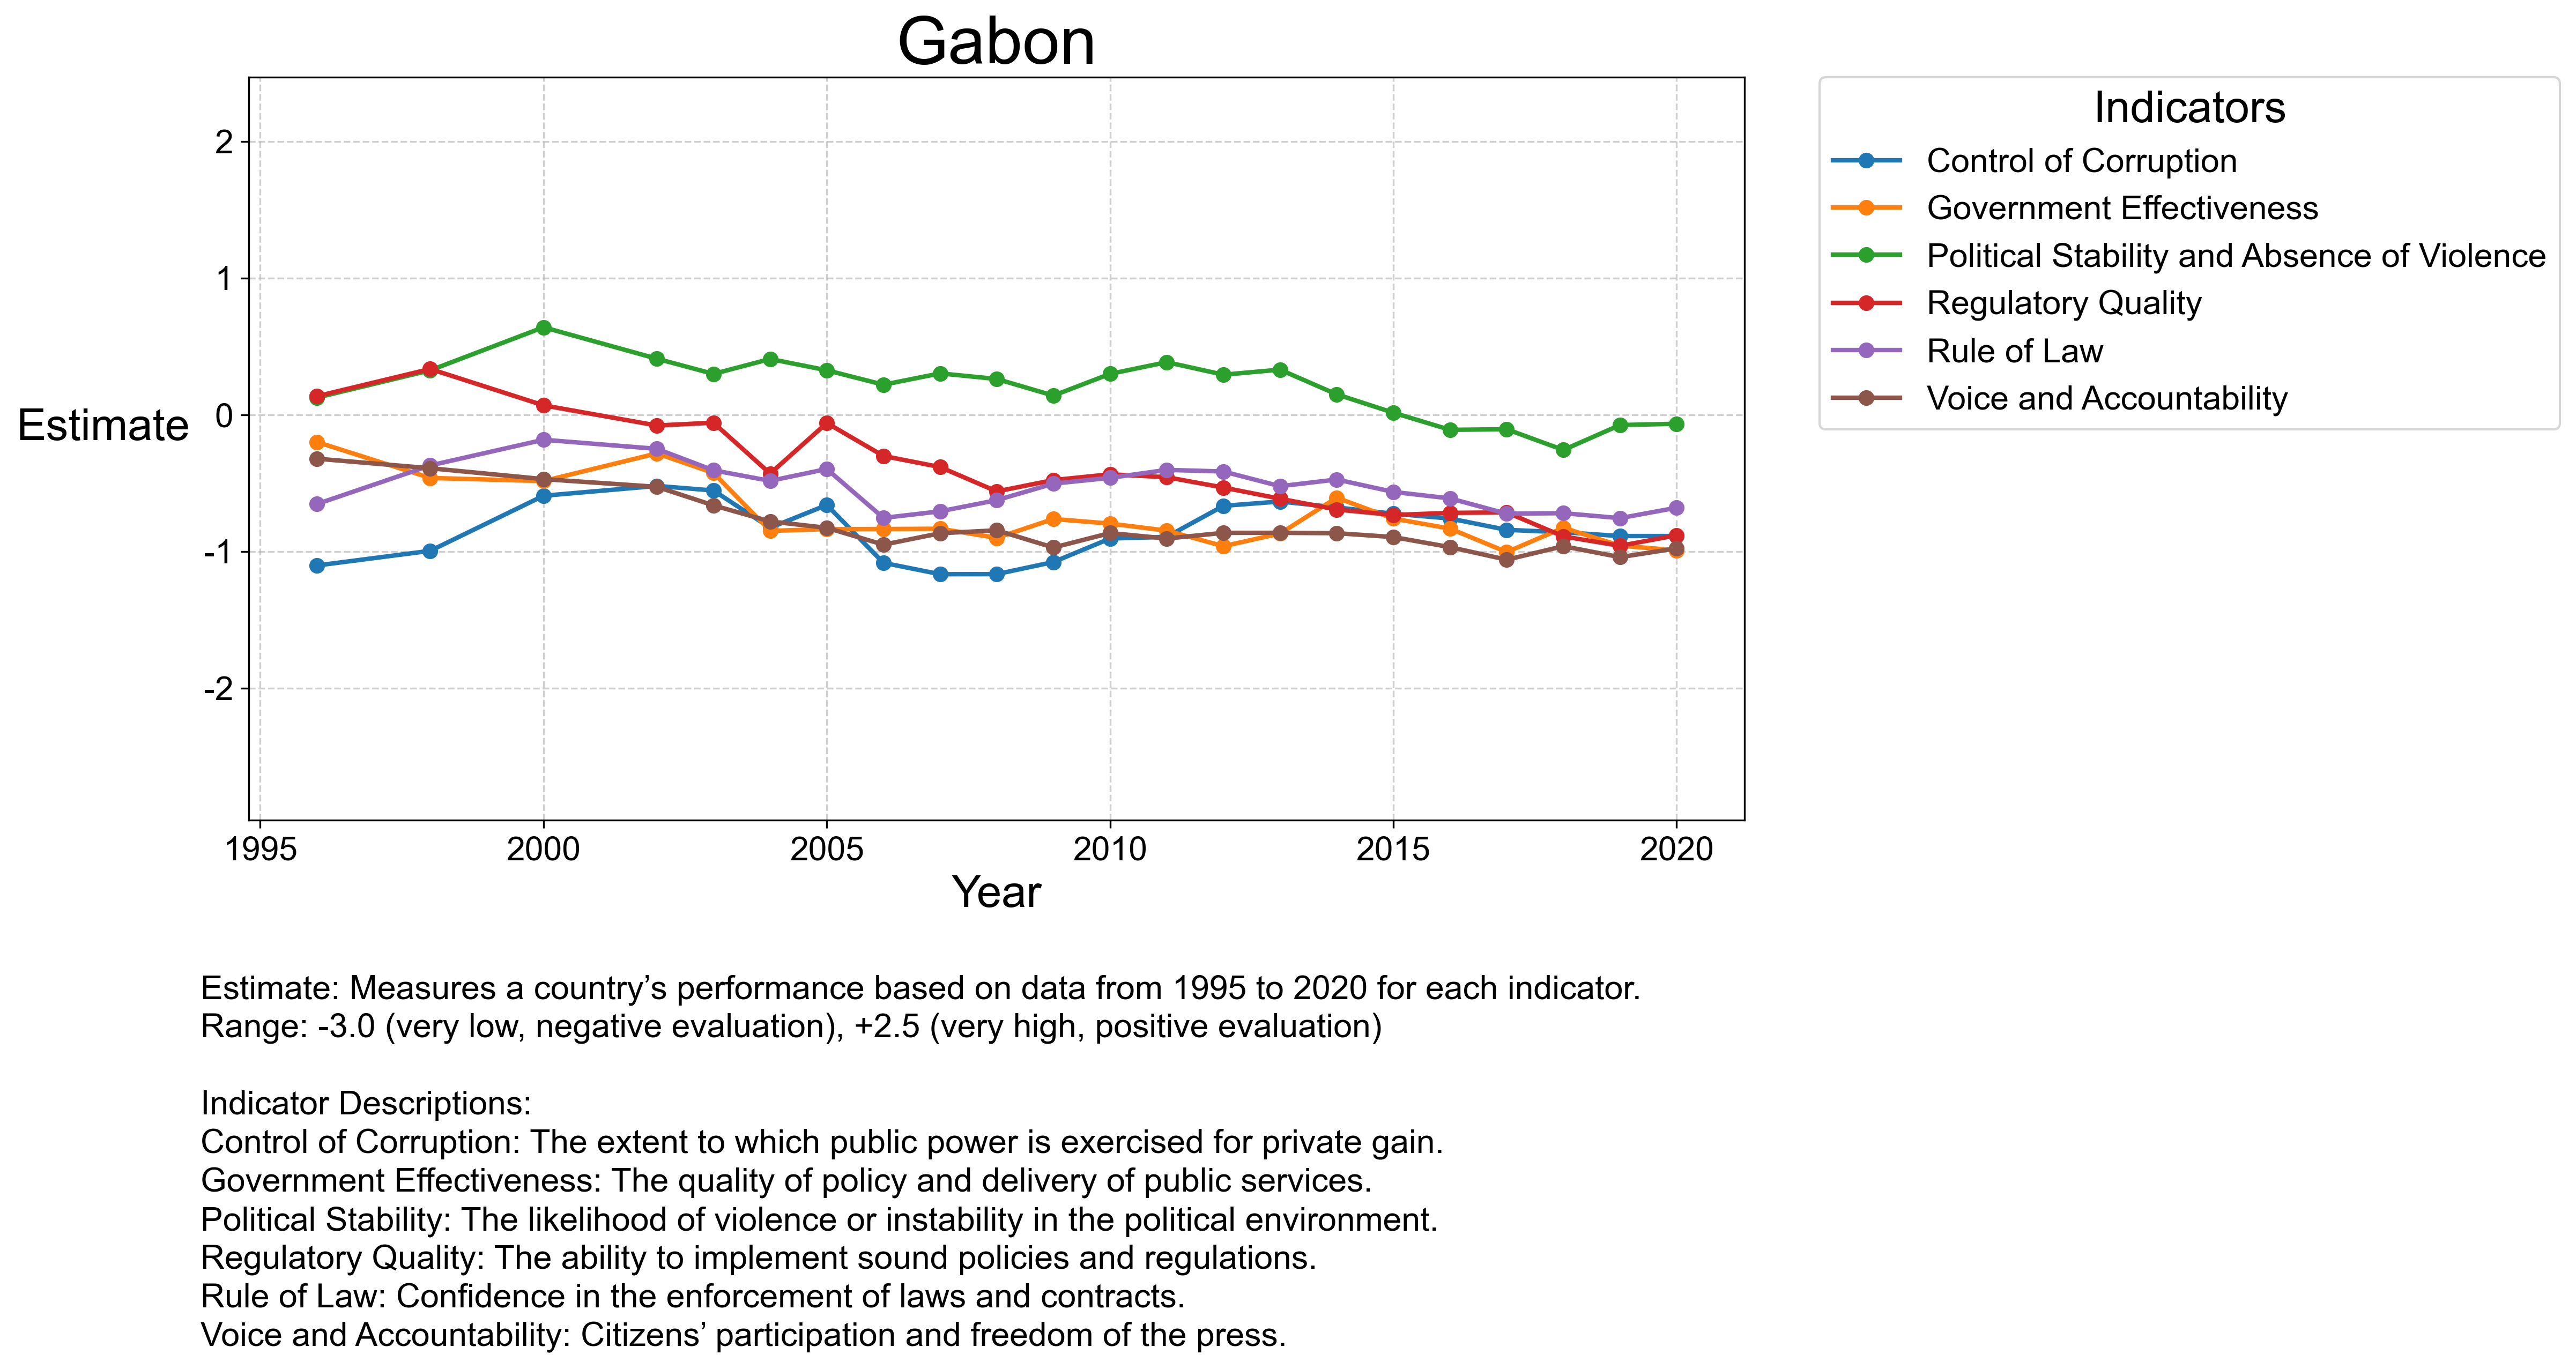 Gabon
Indicators
Control of Corruption
Government Effectiveness
Political Stability and Absence of Violence
Regulatory Quality
Rule of Law
Voice and Accountability
Estimate
2
1
0
-1
-2
1995 2000 2005 2010 2015 2020
Year
Estimate: Measures a country’s performance based on data from 1995 to 2020 for each indicator.
Range: -3.0 (very low, negative evaluation), +2.5 (very high, positive evaluation)
Indicator Descriptions:
Control of Corruption: The extent to which public power is exercised for private gain.
Government Effectiveness: The quality of policy and delivery of public services.
Political Stability: The likelihood of violence or instability in the political environment.
Regulatory Quality: The ability to implement sound policies and regulations.
Rule of Law: Confidence in the enforcement of laws and contracts.
Voice and Accountability: Citizens’ participation and freedom of the press.